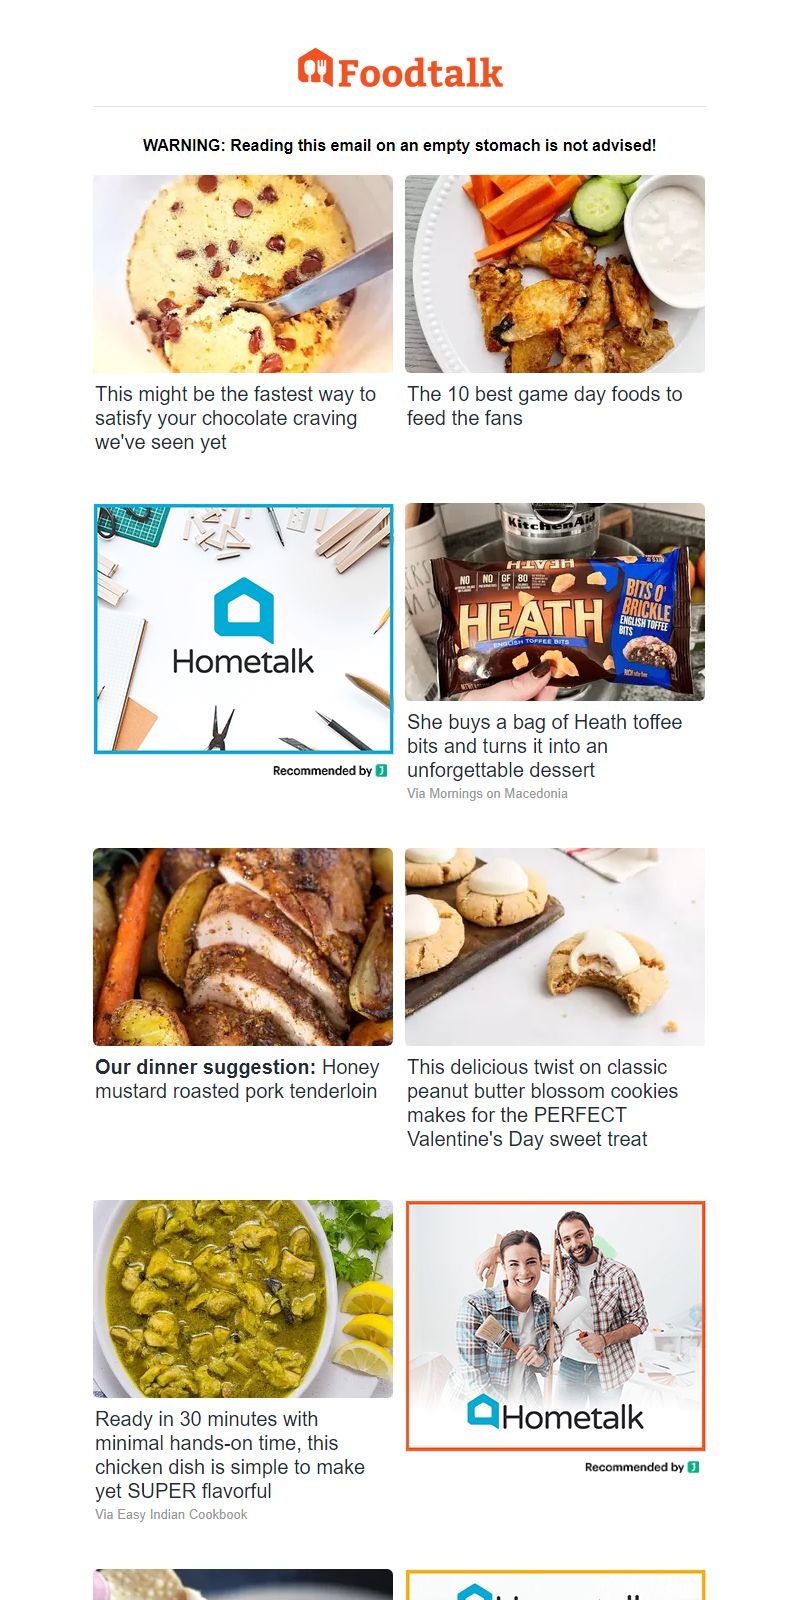 Foodtalk
WARNING: Reading this email on an empty stomach is not advised!
This might be the fastest way to
satisfy your chocolate craving
we've seen yet
The 10 best game day foods to
feed the fans
Hometalk
Recommended by
KitchenAid
HEATH
NO
NO
GF
80
HEATH
ENGLISH TOFFEE BITS
BITS O'
BRICKLE
ENGLISH TOFFEE
BITS
She buys a bag of Heath toffee
bits and turns it into an
unforgettable dessert
Via Mornings on Macedonia
Our dinner suggestion: Honey
mustard roasted pork tenderloin
This delicious twist on classic
peanut butter blossom cookies
makes for the PERFECT
Valentine's Day sweet treat
Ready in 30 minutes with
minimal hands-on time, this
chicken dish is simple to make
yet SUPER flavorful
Via Easy Indian Cookbook
Hometalk
Recommended by